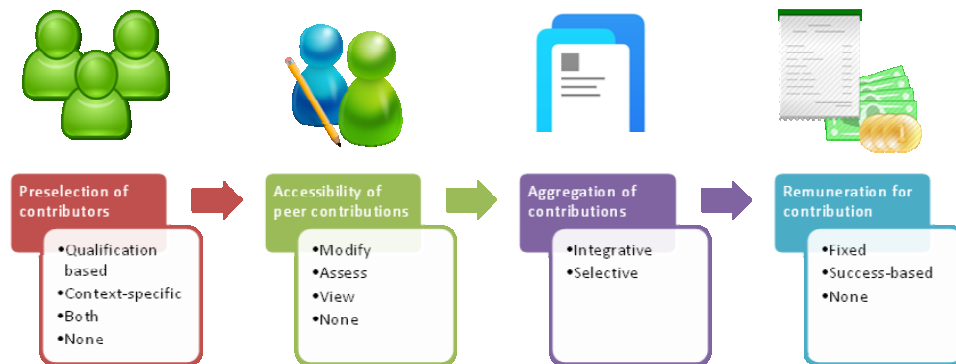 Preselection of
contributors
•Qualification
based
•Context-specific
•Both
•None
Accessibility of
peer contributions
•Modify
•Assess
•View
•None
Aggregation of
contributions
•Integrative
•Selective
Remuneration for
contribution
•Fixed
•Success-based
•None